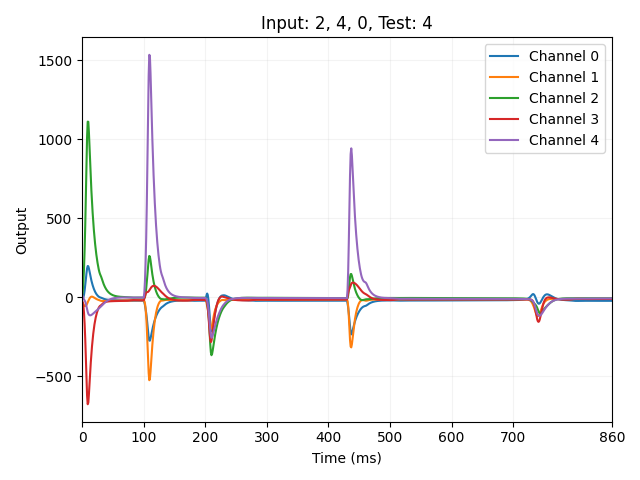 Input: 2, 4, 0, Test: 4
1500
1000
500
0
−500
Output
Channel 0
Channel 1
Channel 2
Channel 3
Channel 4
0 100 200 300 400 500 600 700 860
Time (ms)